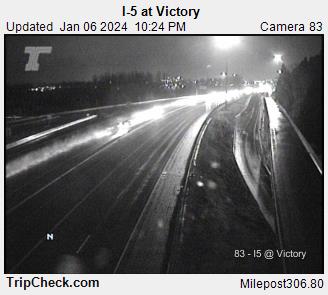 I-5 at Victory
Updated Jan 06 2024 10:24 PM Camera 83
T
N
83 - I5 @ Victory
TripCheck.com Milepost306.80